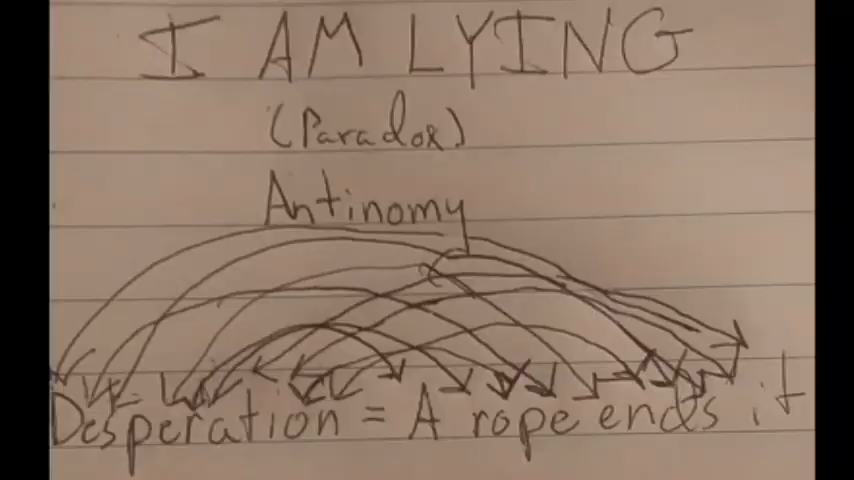 I AM LYING
(Paradox)
Antinomy
Desperation = A rope ends it